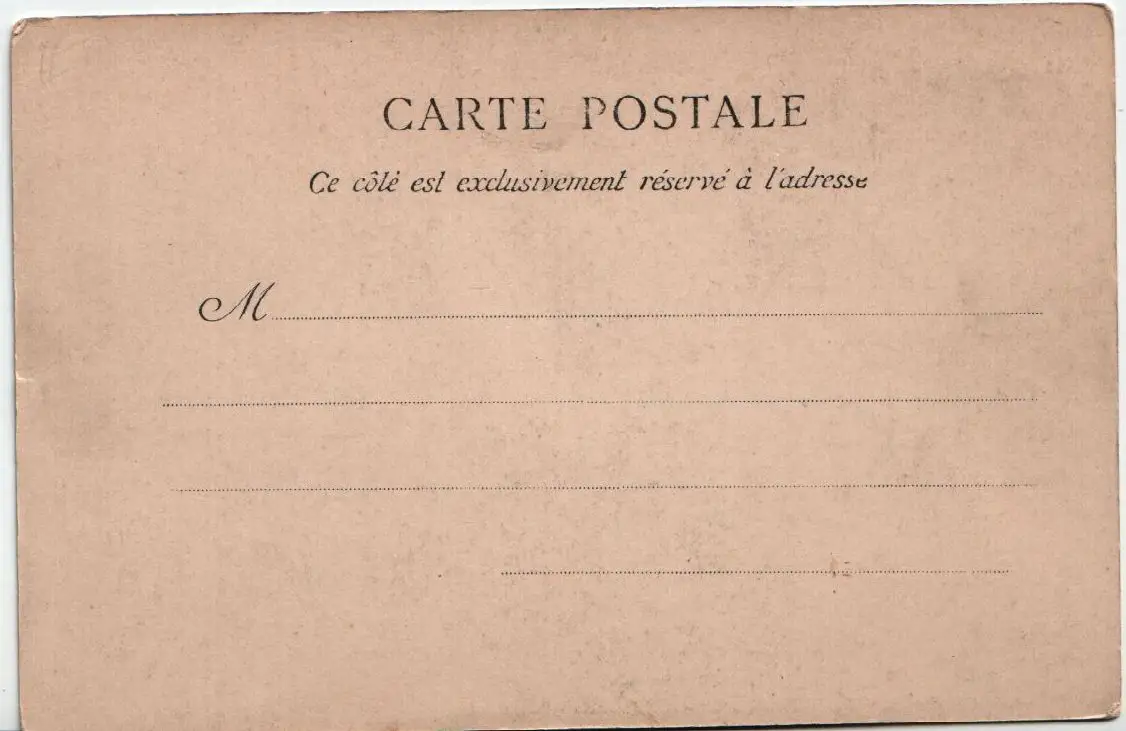 CARTE POSTALE
Ce côté est exclusivement réservé à l'adresse
M